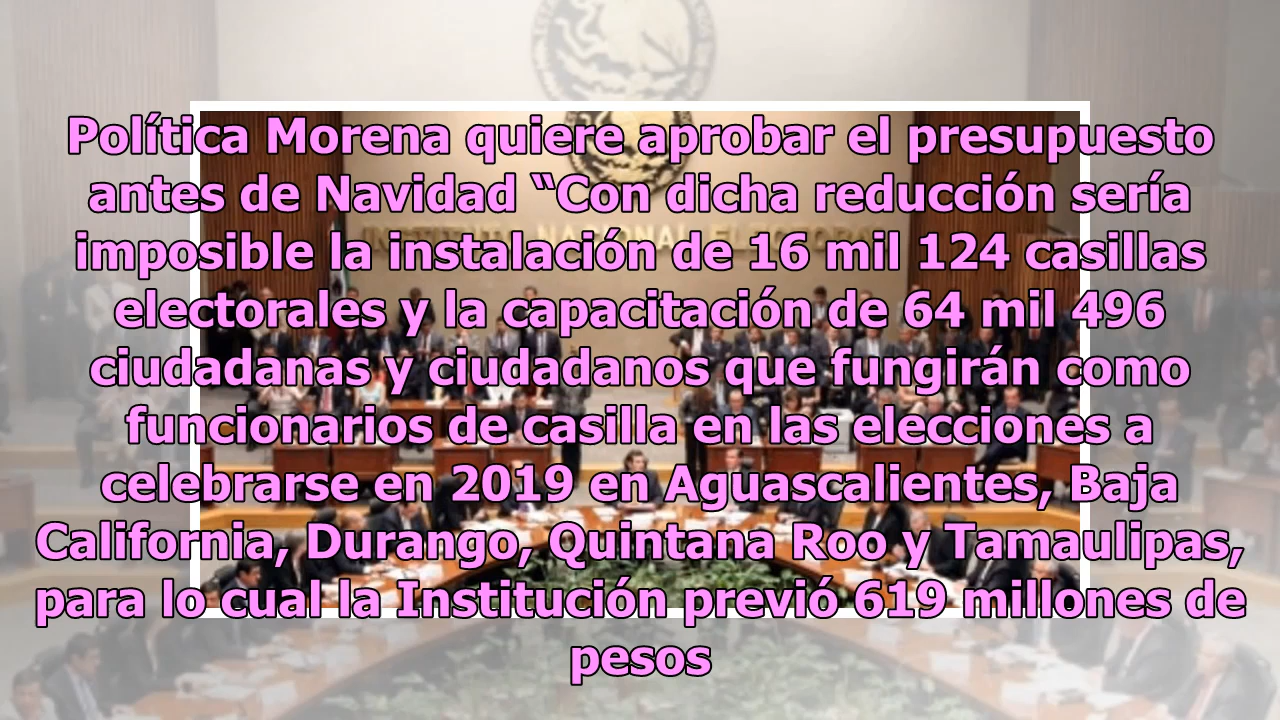 Política Morena quiere aprobar el presupuesto
antes de Navidad “Con dicha reducción sería
imposible la instalación de 16 mil 124 casillas
electorales y la capacitación de 64 mil 496
ciudadanas y ciudadanos que fungirán como
funcionarios de casilla en las elecciones a
celebrarse en 2019 en Aguascalientes, Baja
California, Durango, Quintana Roo y Tamaulipas,
para lo cual la Institución previó 619 millones de
pesos
INSTITUTO NACIONAL ELECTORAL